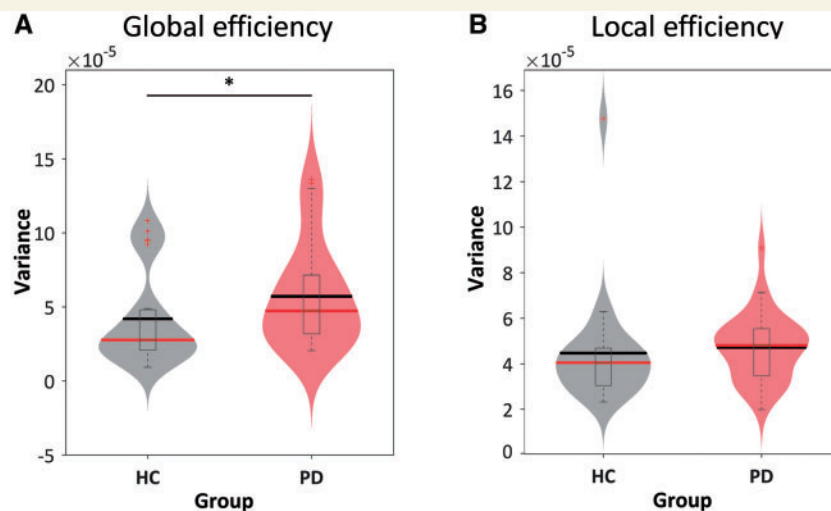 A Global efficiency
×10⁻⁵
20
15
10
5
0
-5
Variance
*
HC PD
Group
B Local efficiency
×10⁻⁵
16
14
12
10
8
6
4
2
0
Variance
HC PD
Group